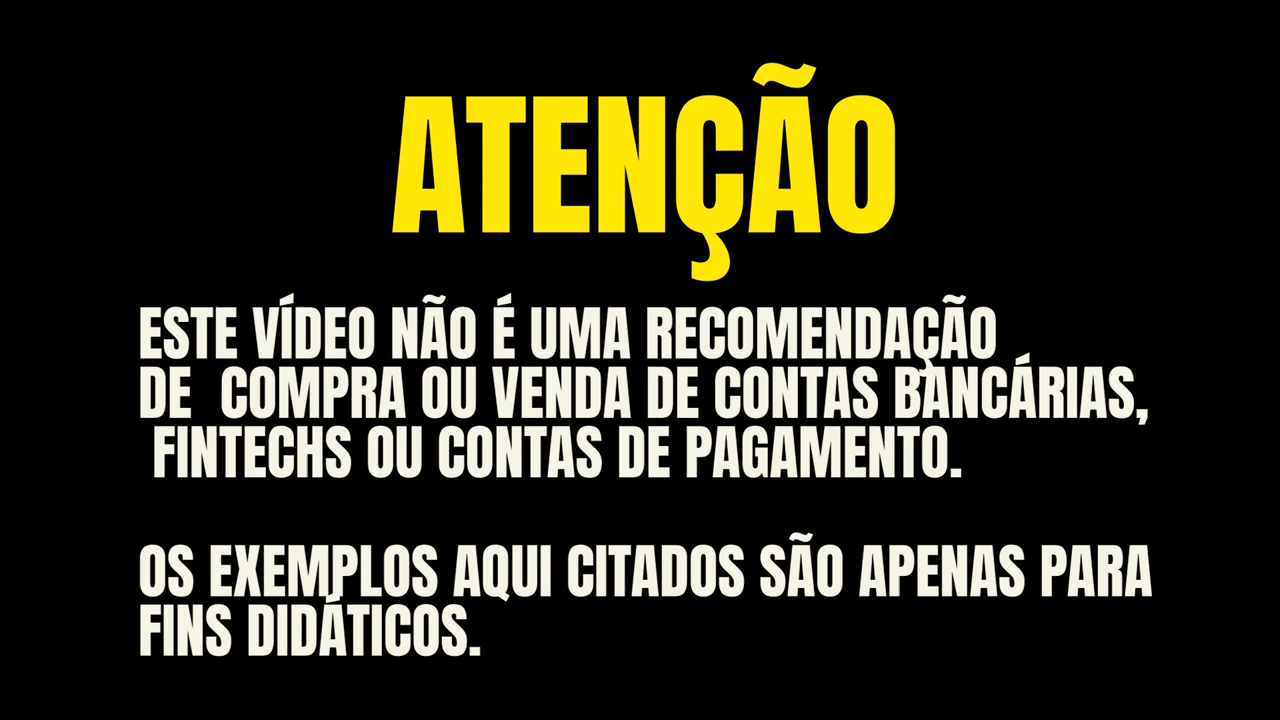 ATENÇÃO
ESTE VÍDEO NÃO É UMA RECOMENDAÇÃO
DE COMPRA OU VENDA DE CONTAS BANCÁRIAS,
FINTECHS OU CONTAS DE PAGAMENTO.
OS EXEMPLOS AQUI CITADOS SÃO APENAS PARA
FINS DIDÁTICOS.